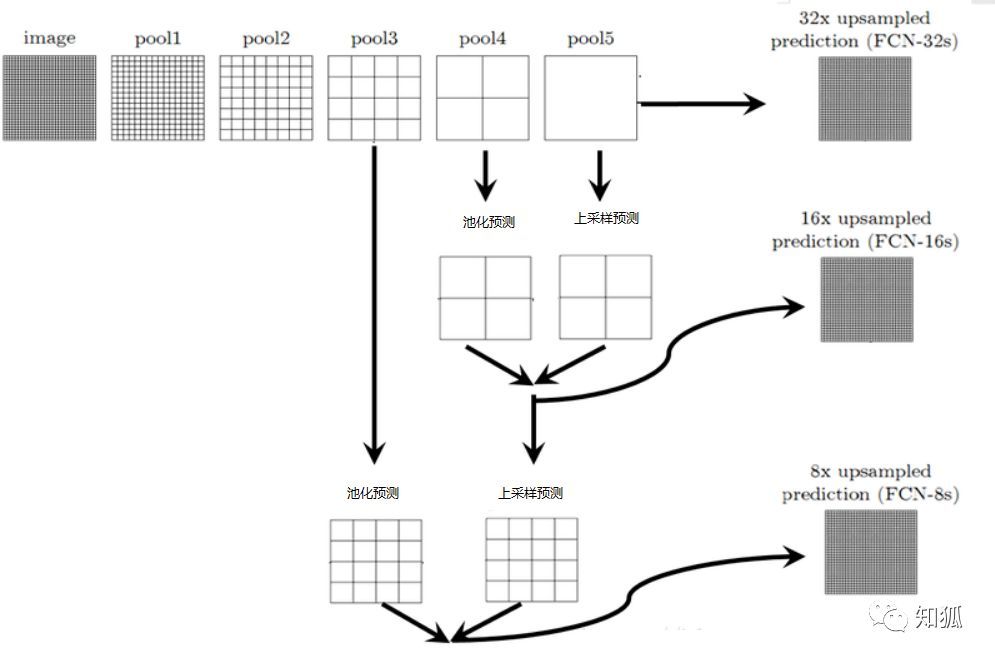 image
pool1
pool2
pool3
pool4
pool5
32x upsampled
prediction (FCN-32s)
池化预测
上采样预测
16x upsampled
prediction (FCN-16s)
池化预测
上采样预测
8x upsampled
prediction (FCN-8s)
知狐